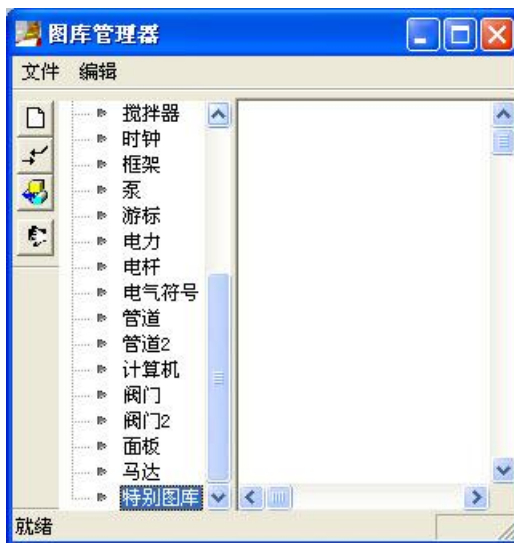 图库管理器
文件 编辑
搅拌器
时钟
框架
泵
游标
电力
电杆
电气符号
管道
管道2
计算机
阀门
阀门2
面板
马达
特别图库
就绪